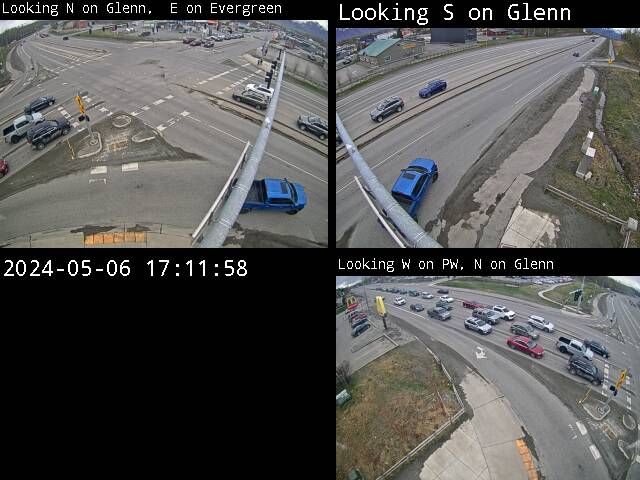 Looking N on Glenn, E on Evergreen
Looking S on Glenn
2024-05-06 17:11:58
Looking W on PW, N on Glenn